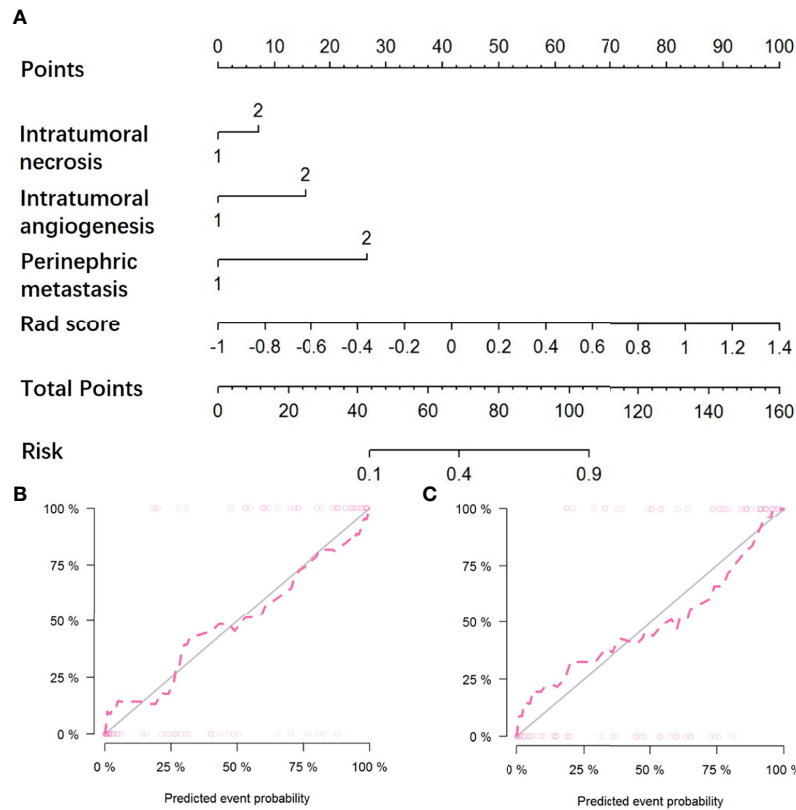 A
0 10 20 30 40 50 60 70 80 90 100
Points
2
Intratumoral
necrosis
1
2
Intratumoral
angiogenesis
1
2
Perinephric
metastasis
1
Rad score
-1 -0.8 -0.6 -0.4 -0.2 0 0.2 0.4 0.6 0.8 1 1.2 1.4
Total Points
0 20 40 60 80 100 120 140 160
Risk
0.1 0.4 0.9
B
100 %
75 %
50 %
25 %
0 %
0 % 25 % 50 % 75 % 100 %
Predicted event probability
C
100 %
75 %
50 %
25 %
0 %
0 % 25 % 50 % 75 % 100 %
Predicted event probability